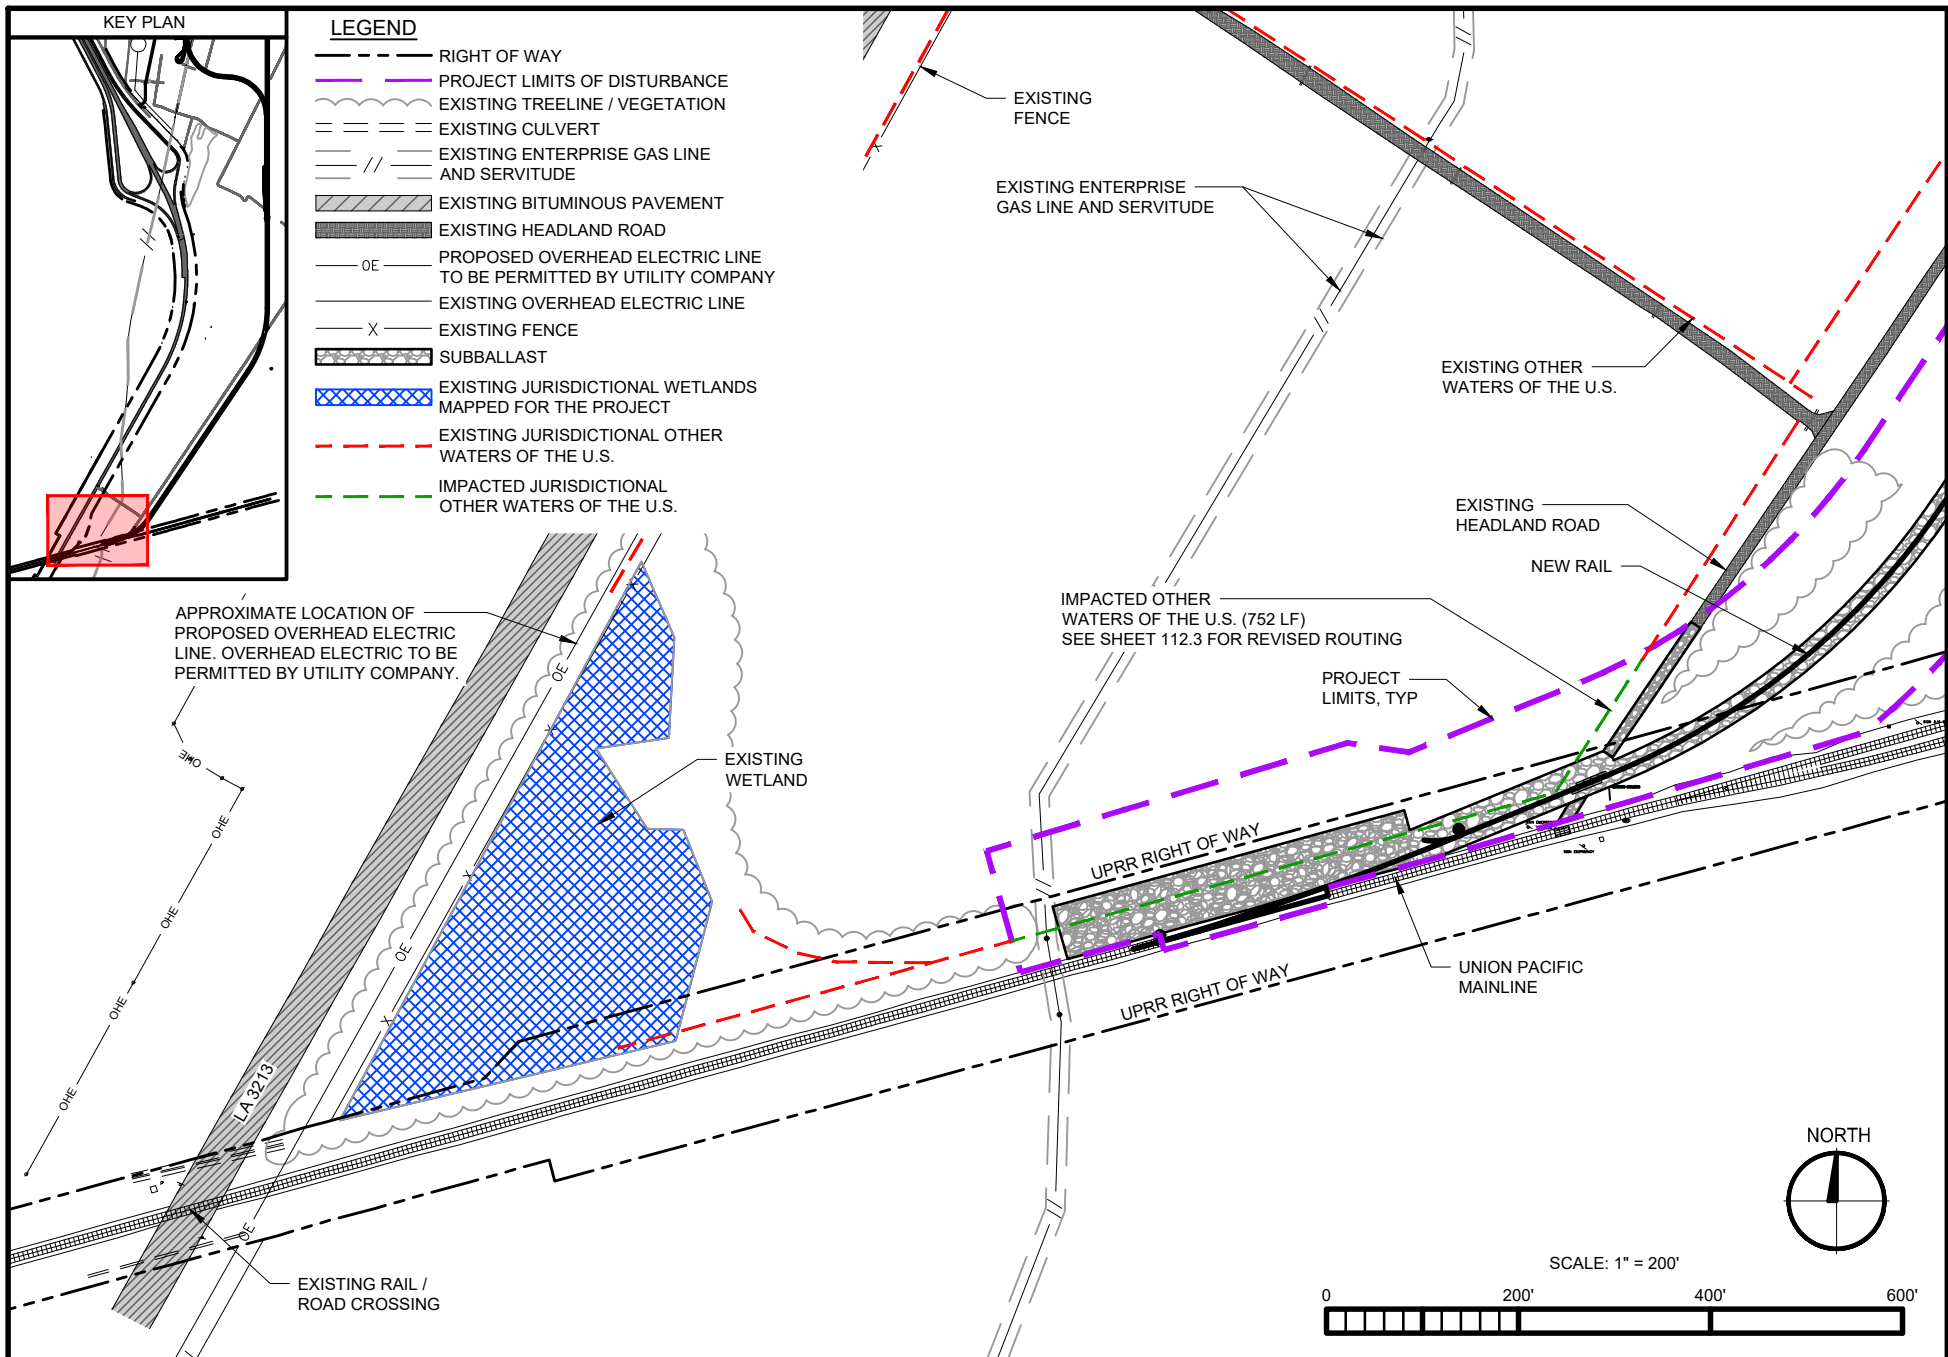 KEY PLAN
LEGEND
RIGHT OF WAY
PROJECT LIMITS OF DISTURBANCE
EXISTING TREELINE / VEGETATION
EXISTING CULVERT
EXISTING ENTERPRISE GAS LINE
AND SERVITUDE
EXISTING BITUMINOUS PAVEMENT
EXISTING HEADLAND ROAD
OE
PROPOSED OVERHEAD ELECTRIC LINE
TO BE PERMITTED BY UTILITY COMPANY
EXISTING OVERHEAD ELECTRIC LINE
X
EXISTING FENCE
SUBBALLAST
EXISTING JURISDICTIONAL WETLANDS
MAPPED FOR THE PROJECT
EXISTING JURISDICTIONAL OTHER
WATERS OF THE U.S.
IMPACTED JURISDICTIONAL
OTHER WATERS OF THE U.S.
EXISTING
FENCE
X
EXISTING ENTERPRISE
GAS LINE AND SERVITUDE
EXISTING OTHER
WATERS OF THE U.S.
EXISTING
HEADLAND ROAD
NEW RAIL
IMPACTED OTHER
WATERS OF THE U.S. (752 LF)
SEE SHEET 112.3 FOR REVISED ROUTING
PROJECT
LIMITS, TYP
APPROXIMATE LOCATION OF
PROPOSED OVERHEAD ELECTRIC
LINE. OVERHEAD ELECTRIC TO BE
PERMITTED BY UTILITY COMPANY.
OE
X
EXISTING
WETLAND
OHE
OHE
OHE
OHE
OHE
X
OE
X
UPRR RIGHT OF WAY
UPRR RIGHT OF WAY
UNION PACIFIC
MAINLINE
LA 3213
OE
EXISTING RAIL /
ROAD CROSSING
NORTH
SCALE: 1" = 200'
0
200'
400'
600'